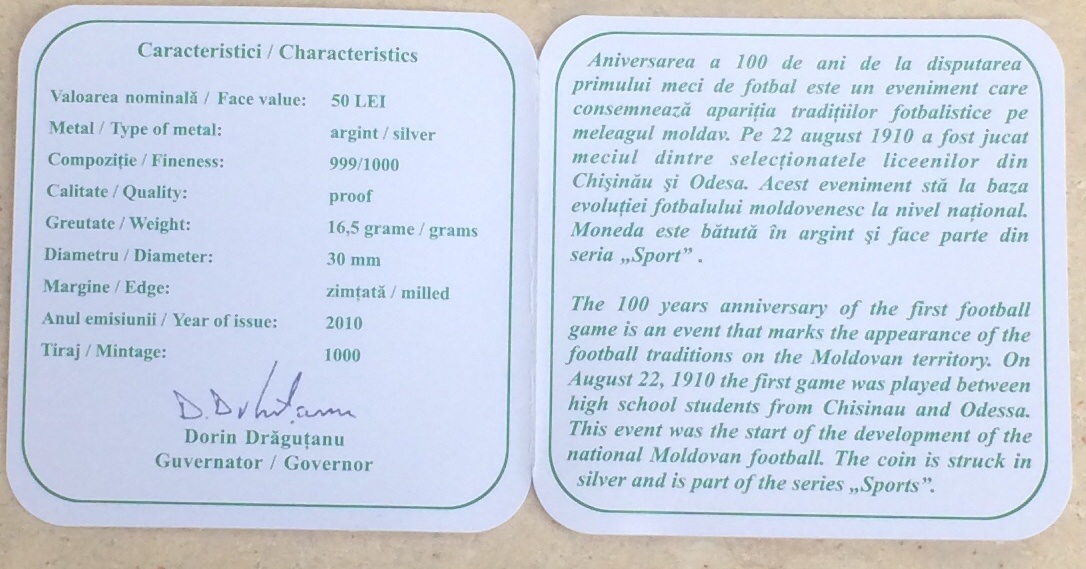 Caracteristici / Characteristics
Valoarea nominală / Face value: 50 LEI
Metal / Type of metal: argint / silver
Compoziție / Fineness: 999/1000
Calitate / Quality: proof
Greutate / Weight: 16,5 grame / grams
Diametru / Diameter: 30 mm
Margine / Edge: zimțată / milled
Anul emisiunii / Year of issue: 2010
Tiraj / Mintage: 1000
Dorin Drăguțanu
Guvernator / Governor
Aniversarea a 100 de ani de la disputarea
primului meci de fotbal este un eveniment care
consemnează apariția tradițiilor fotbalistice pe
meleagul moldav. Pe 22 august 1910 a fost jucat
meciul dintre selecționatele liceenilor din
Chișinău și Odesa. Acest eveniment stă la baza
evoluției fotbalului moldovenesc la nivel național.
Moneda este bătută în argint și face parte din
seria „Sport” .
The 100 years anniversary of the first football
game is an event that marks the appearance of the
football traditions on the Moldovan territory. On
August 22, 1910 the first game was played between
high school students from Chisinau and Odessa.
This event was the start of the development of the
national Moldovan football. The coin is struck in
silver and is part of the series „Sports”.